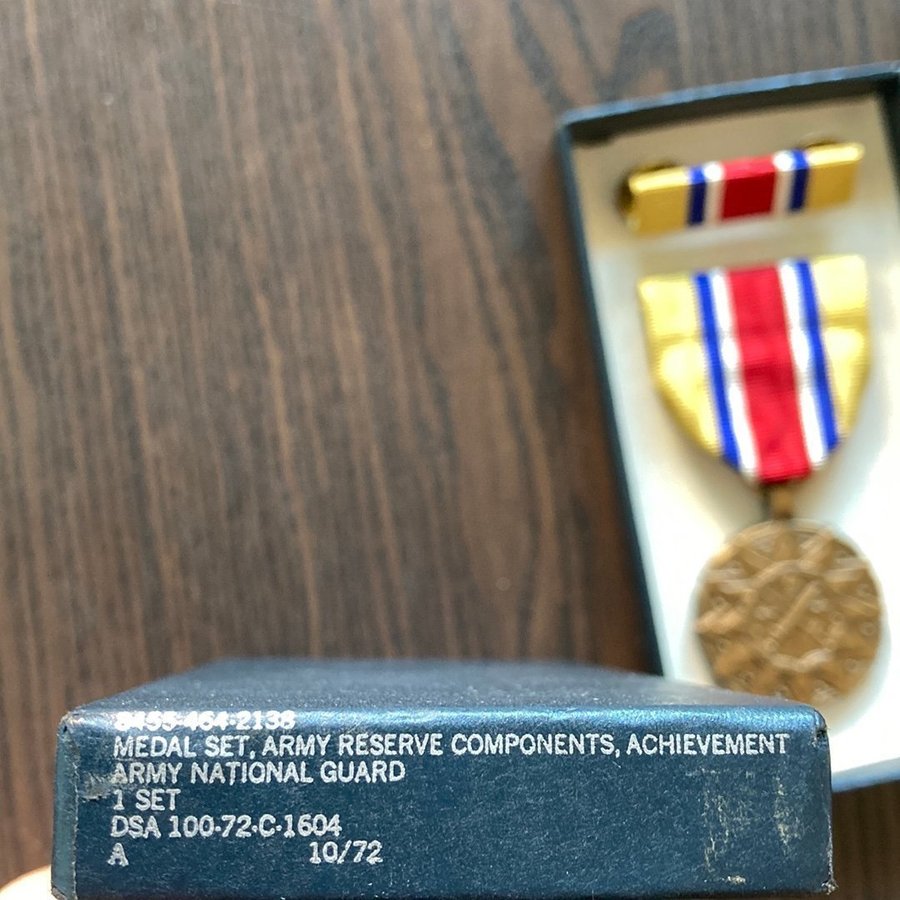 8455-464-2138
MEDAL SET, ARMY RESERVE COMPONENTS, ACHIEVEMENT
ARMY NATIONAL GUARD
1 SET
DSA 100-72-C-1604
A 10/72